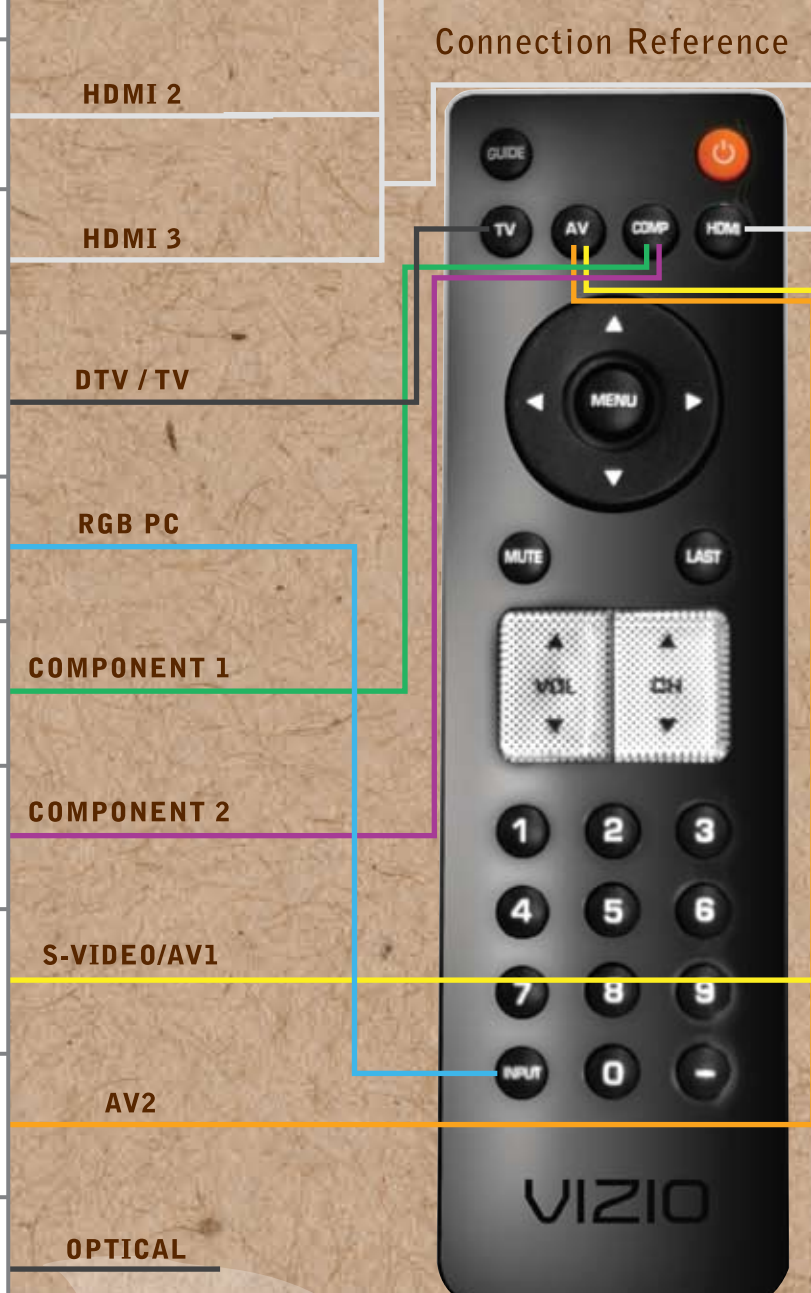 Connection Reference
HDMI 2
HDMI 3
DTV / TV
RGB PC
COMPONENT 1
COMPONENT 2
S-VIDEO/AV1
AV2
OPTICAL
GUIDE
TV AV COMP HDMI
MENU
MUTE LAST
VOL CH
1 2 3
4 5 6
7 8 9
INPUT 0 -
VIZIO